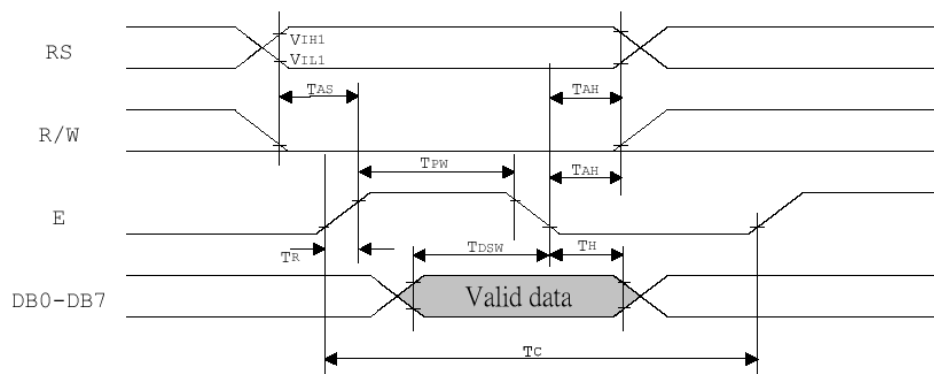 RS
VIH1
VIL1
TAS
TAH
R/W
TPW
TAH
E
TR
TDSW
TH
DB0-DB7
Valid data
TC